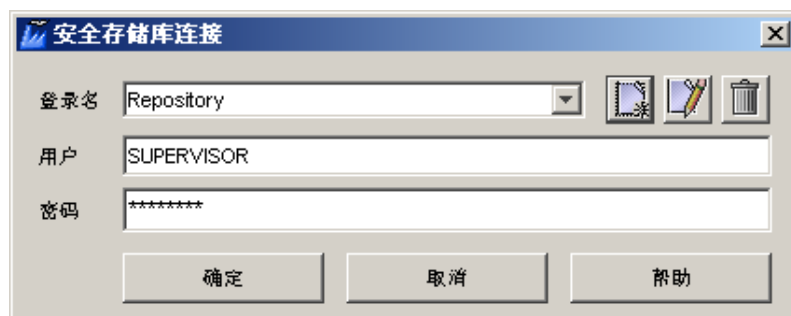 安全存储库连接
登录名 Repository
用户 SUPERVISOR
密码 ********
确定 取消 帮助